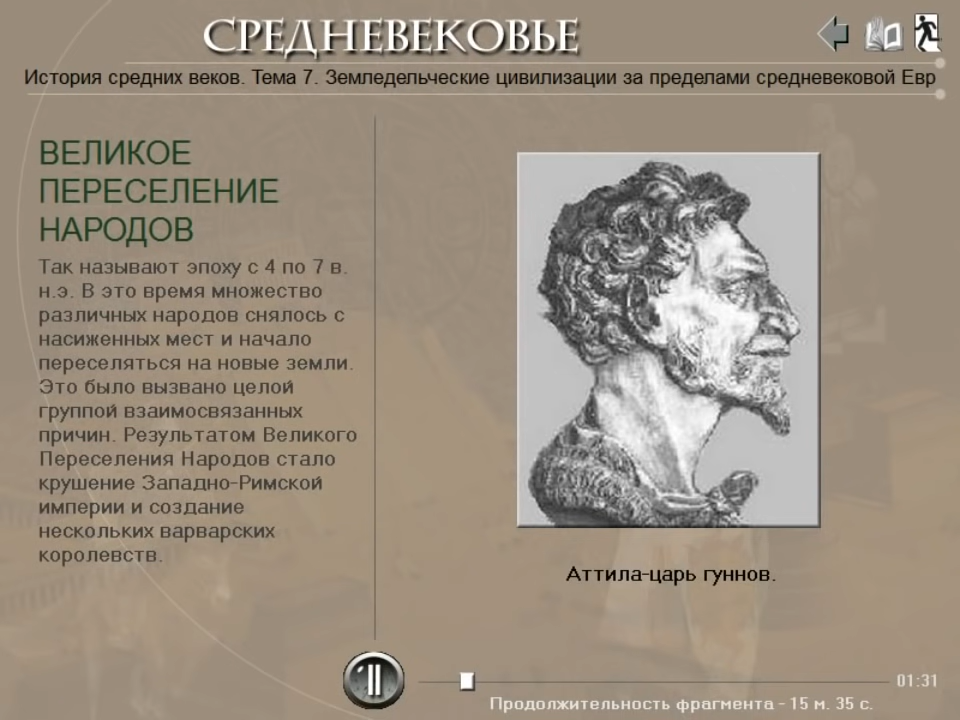 СРЕДНЕВЕКОВЬЕ
История средних веков. Тема 7. Земледельческие цивилизации за пределами средневековой Евр
ВЕЛИКОЕ
ПЕРЕСЕЛЕНИЕ
НАРОДОВ
Так называют эпоху с 4 по 7 в.
н.э. В это время множество
различных народов снялось с
насиженных мест и начало
переселяться на новые земли.
Это было вызвано целой
группой взаимосвязанных
причин. Результатом Великого
Переселения Народов стало
крушение Западно-Римской
империи и создание
нескольких варварских
королевств.
Аттила-царь гуннов.
01:31
Продолжительность фрагмента - 15 м. 35 с.